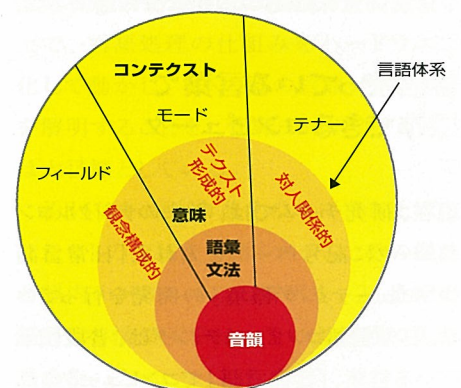 コンテクスト
言語体系
モード
テナー
フィールド
テクスト
形成的
対人関係的
観念構成的
意味
語彙
文法
音韻